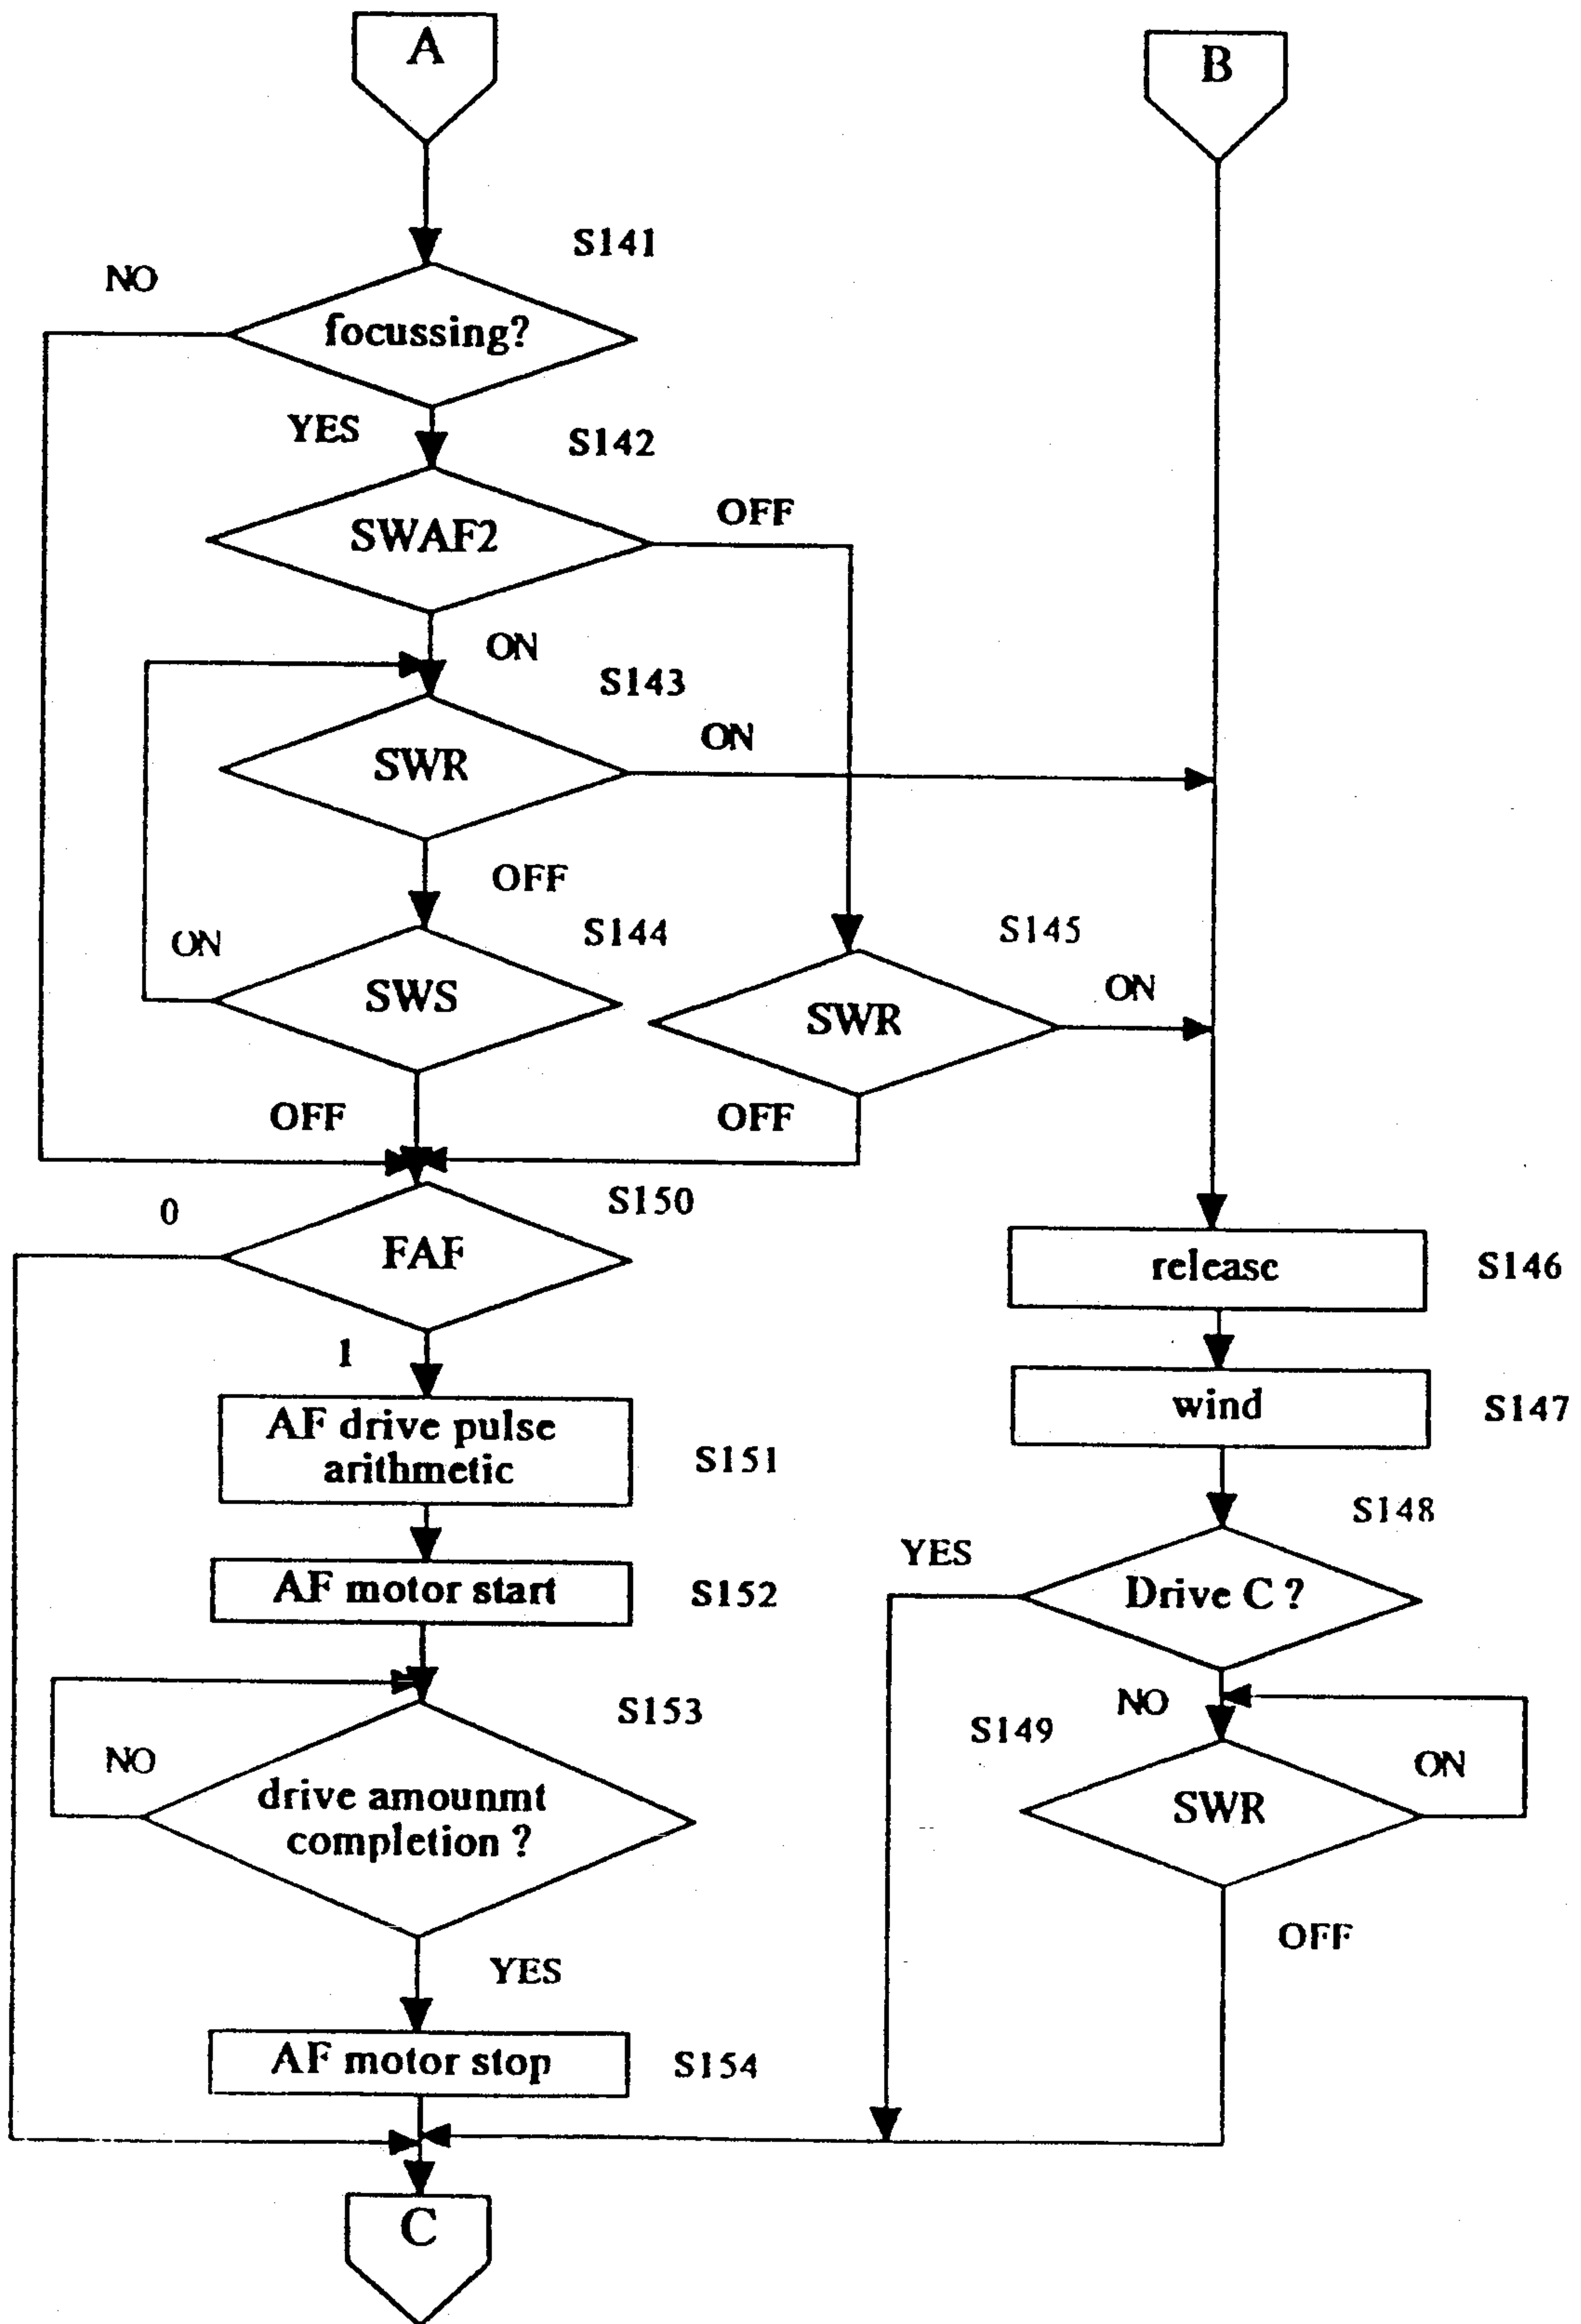 A
B
S141
NO
focussing?
YES
S142
SWAF2
OFF
ON
S143
SWR
ON
OFF
S144
ON
SWS
S145
SWR
ON
OFF
OFF
S150
0
FAF
1
release
S146
wind
S147
AF drive pulse
arithmetic
S151
S148
YES
Drive C ?
AF motor start
S152
NO
S149
ON
SWR
OFF
S153
NO
drive amounmt
completion ?
YES
AF motor stop
S154
C